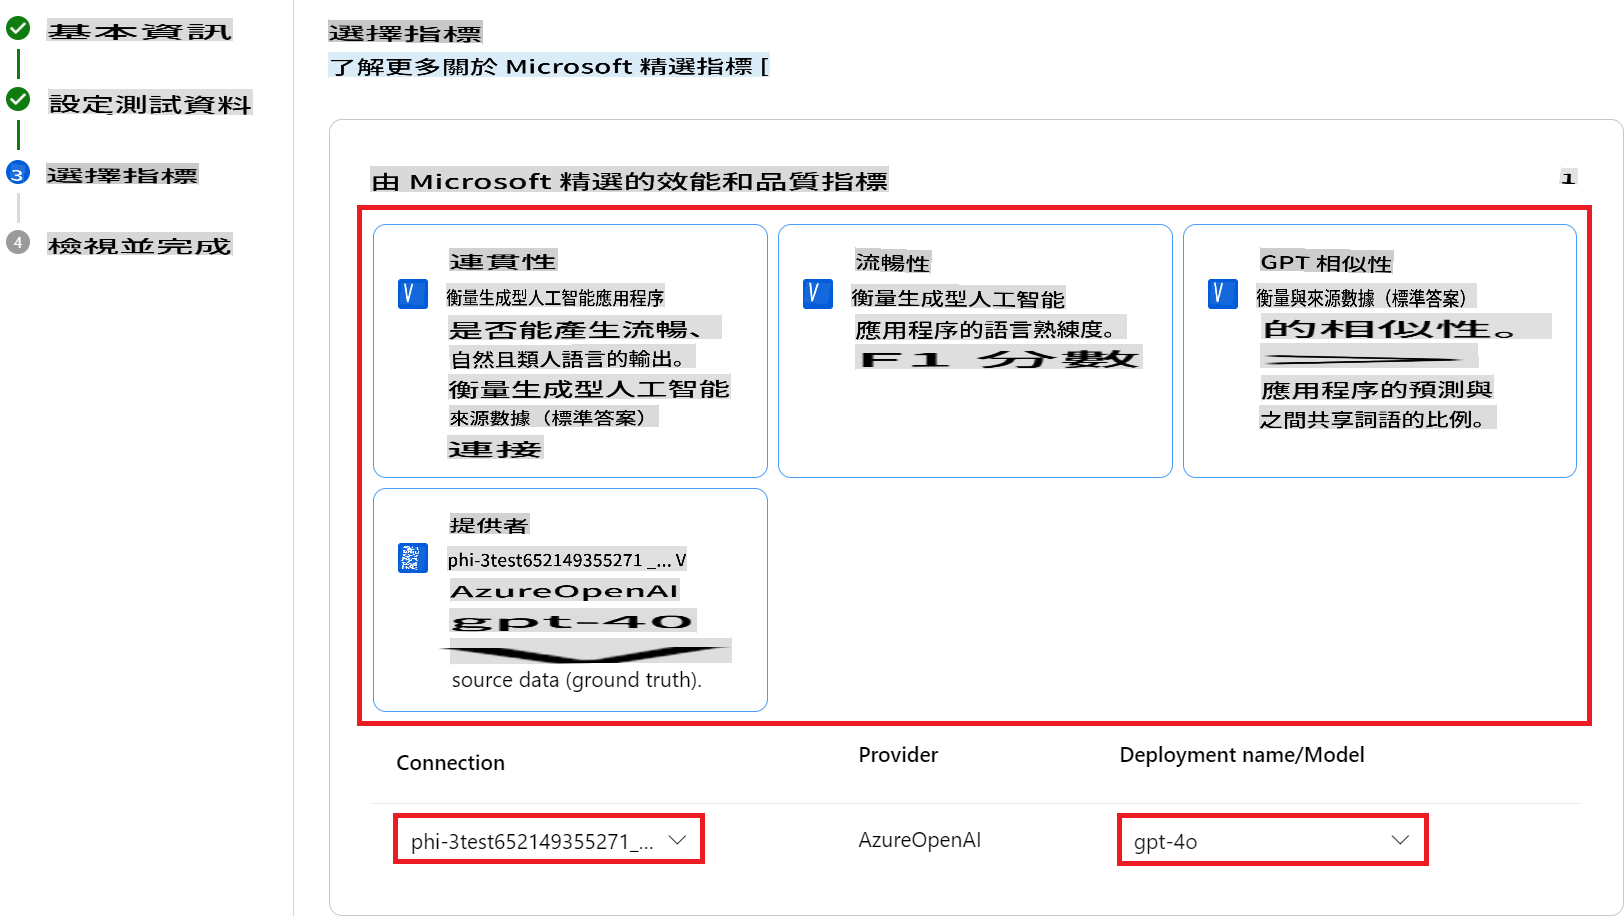 基本資訊
設定測試資料
3
選擇指標
4
檢視並完成
選擇指標
了解更多關於 Microsoft 精選指標 [
由 Microsoft 精選的效能和品質指標
1
連貫性
V
衡量生成型人工智能應用程序
是否能產生流暢、
自然且類人語言的輸出。
衡量生成型人工智能
來源數據（標準答案）
連接
流暢性
V
衡量生成型人工智能
應用程序的語言熟練度。
F1 分數
GPT 相似性
V
衡量與來源數據（標準答案）
的相似性。
應用程序的預測與
之間共享詞語的比例。
提供者
phi-3test652149355271 _... V
AzureOpenAI
gpt-4o
source data (ground truth).
Connection
Provider
Deployment name/Model
phi-3test652149355271_...
AzureOpenAI
gpt-4o